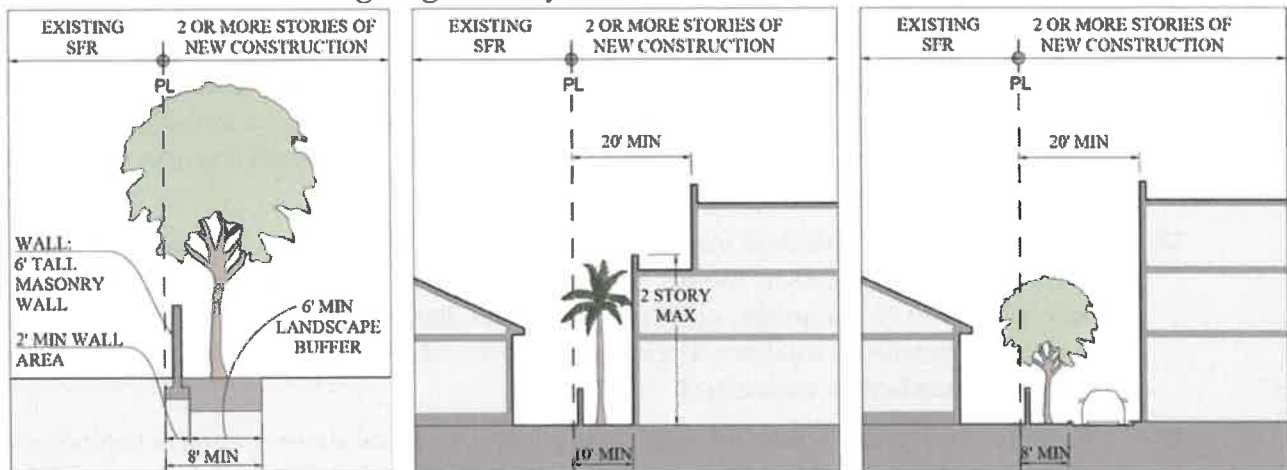 EXISTING
SFR
2 OR MORE STORIES OF
NEW CONSTRUCTION
PL
WALL:
6' TALL
MASONRY
WALL
2' MIN WALL
AREA
6' MIN
LANDSCAPE
BUFFER
8' MIN
EXISTING
SFR
2 OR MORE STORIES OF
NEW CONSTRUCTION
PL
20' MIN
2 STORY
MAX
10' MIN
EXISTING
SFR
2 OR MORE STORIES OF
NEW CONSTRUCTION
PL
20' MIN
8' MIN